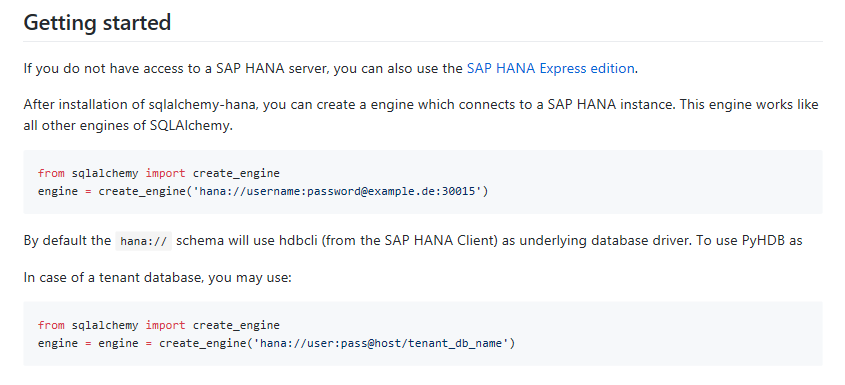 Getting started
If you do not have access to a SAP HANA server, you can also use the SAP HANA Express edition.
After installation of sqlalchemy-hana, you can create a engine which connects to a SAP HANA instance. This engine works like
all other engines of SQLAlchemy.
from sqlalchemy import create_engine
engine = create_engine('hana://username:password@example.de:30015')
By default the hana:// schema will use hdbcli (from the SAP HANA Client) as underlying database driver. To use PyHDB as
In case of a tenant database, you may use:
from sqlalchemy import create_engine
engine = engine = create_engine('hana://user:pass@host/tenant_db_name')